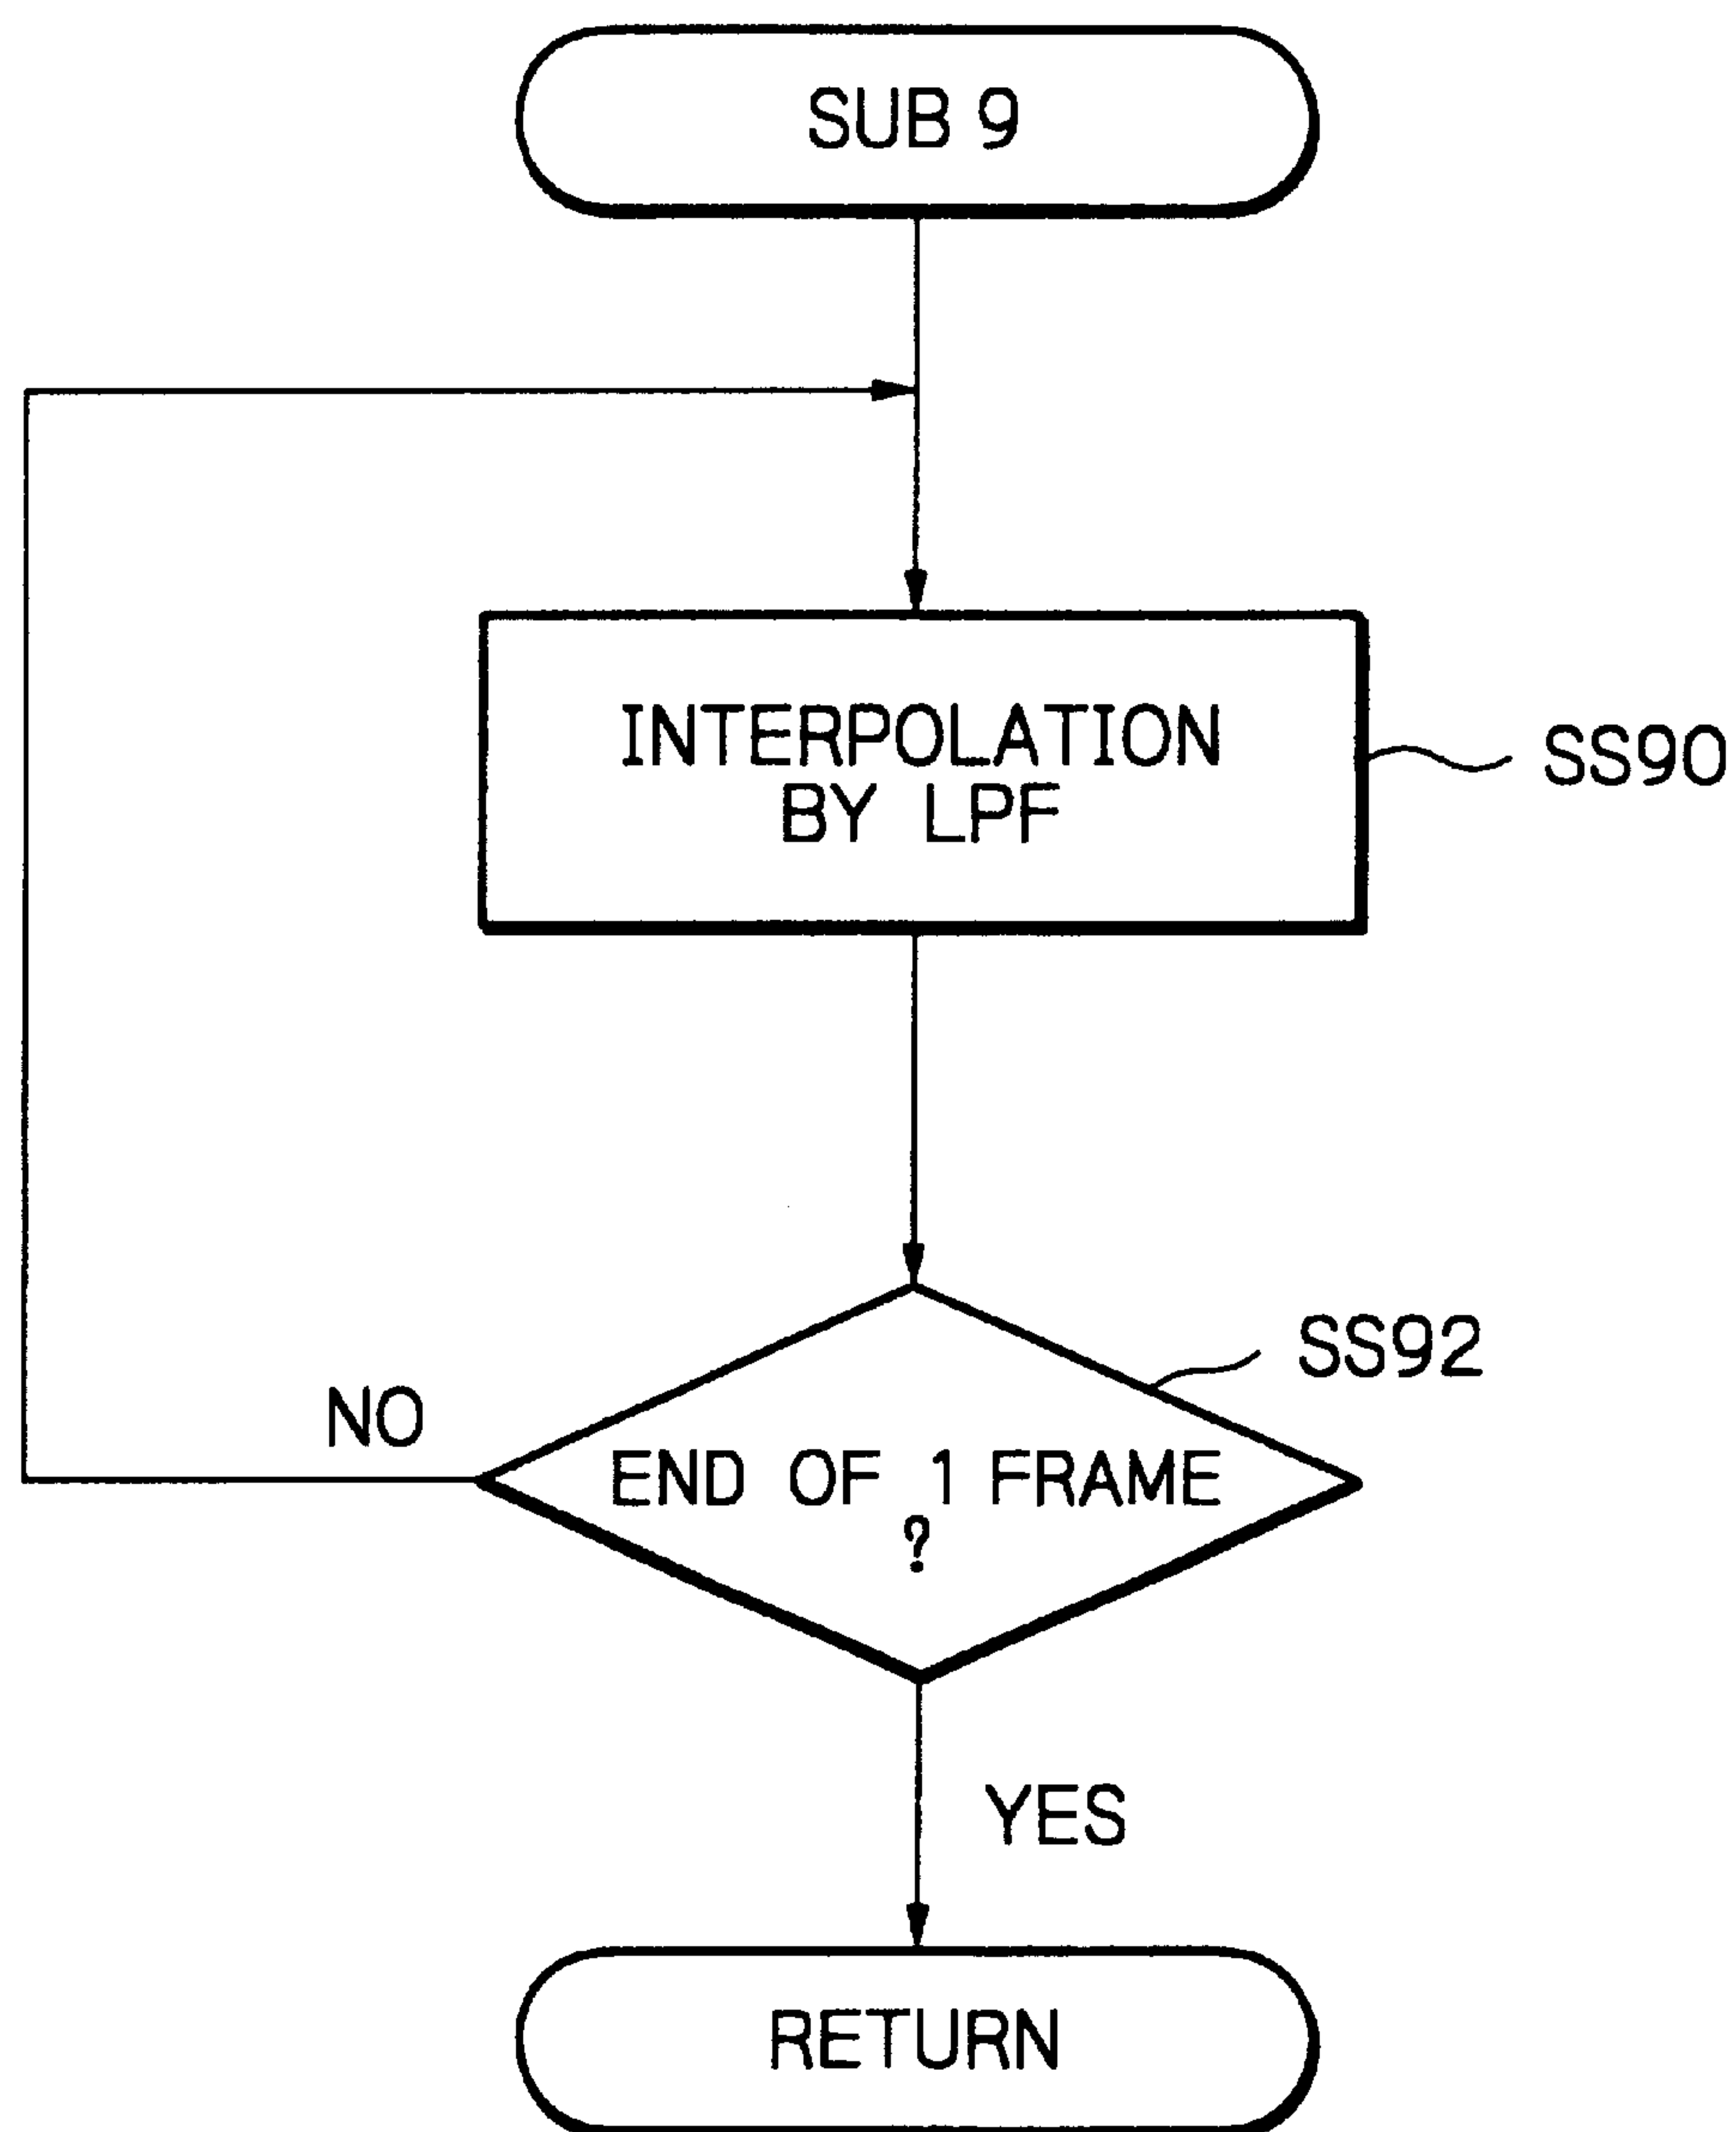 SUB 9
INTERPOLATION
BY LPF
SS90
SS92
NO
END OF 1 FRAME
?
YES
RETURN